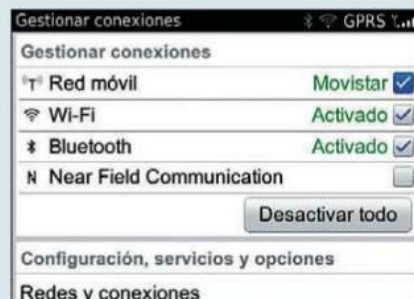 Gestionar conexiones GPRS
Gestionar conexiones
Red móvil Movistar
Wi-Fi Activado
Bluetooth Activado
Near Field Communication
Desactivar todo
Configuración, servicios y opciones
Redes y conexiones